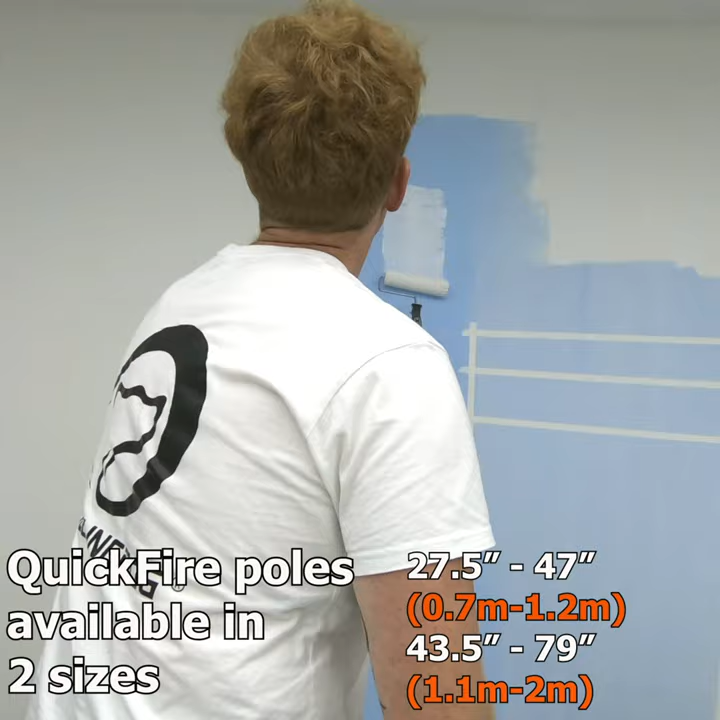 QuickFire poles
available in
2 sizes
27.5” - 47”
(0.7m-1.2m)
43.5” - 79”
(1.1m-2m)